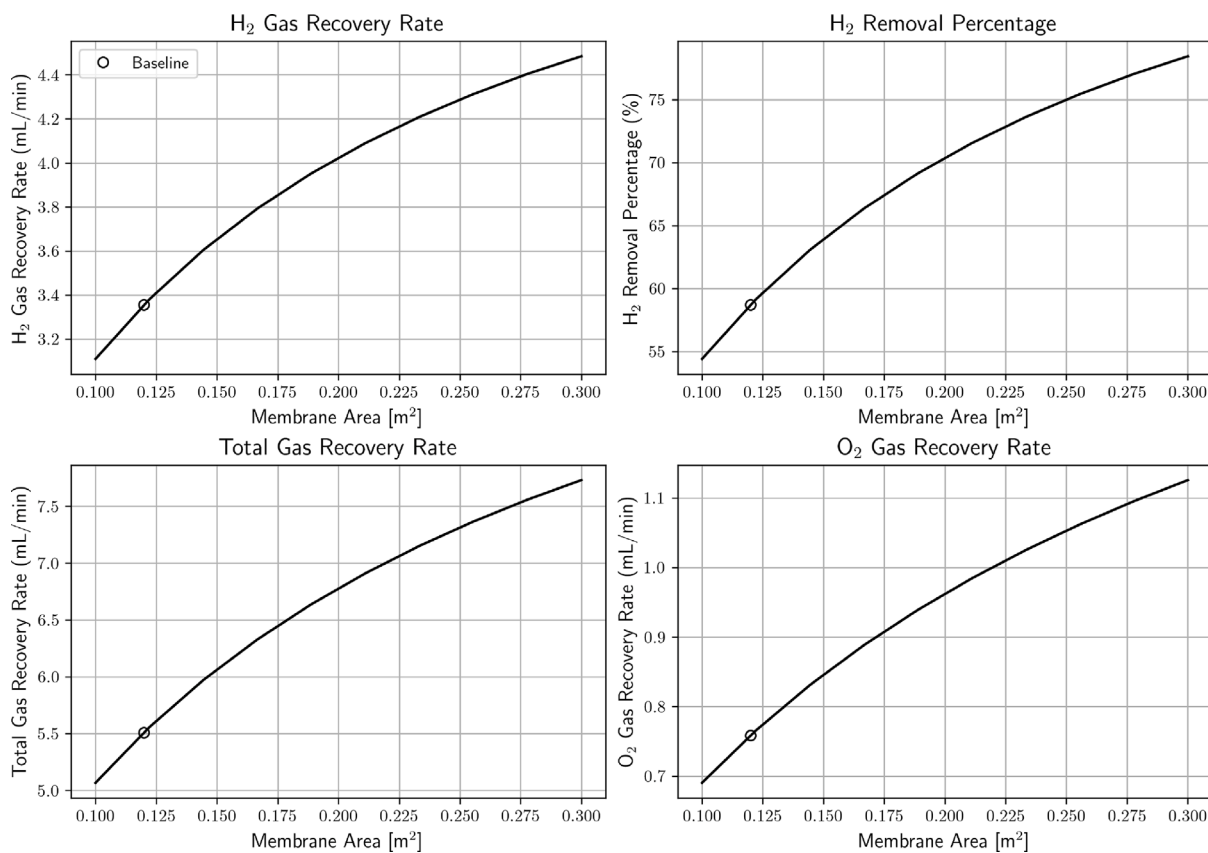 H₂ Gas Recovery Rate
H₂ Gas Recovery Rate (mL/min)
4.4
4.2
4.0
3.8
3.6
3.4
3.2
Baseline
0.100 0.125 0.150 0.175 0.200 0.225 0.250 0.275 0.300
Membrane Area [m²]
H₂ Removal Percentage
H₂ Removal Percentage (%)
75
70
65
60
55
0.100 0.125 0.150 0.175 0.200 0.225 0.250 0.275 0.300
Membrane Area [m²]
Total Gas Recovery Rate
Total Gas Recovery Rate (mL/min)
7.5
7.0
6.5
6.0
5.5
5.0
0.100 0.125 0.150 0.175 0.200 0.225 0.250 0.275 0.300
Membrane Area [m²]
O₂ Gas Recovery Rate
O₂ Gas Recovery Rate (mL/min)
1.1
1.0
0.9
0.8
0.7
0.100 0.125 0.150 0.175 0.200 0.225 0.250 0.275 0.300
Membrane Area [m²]